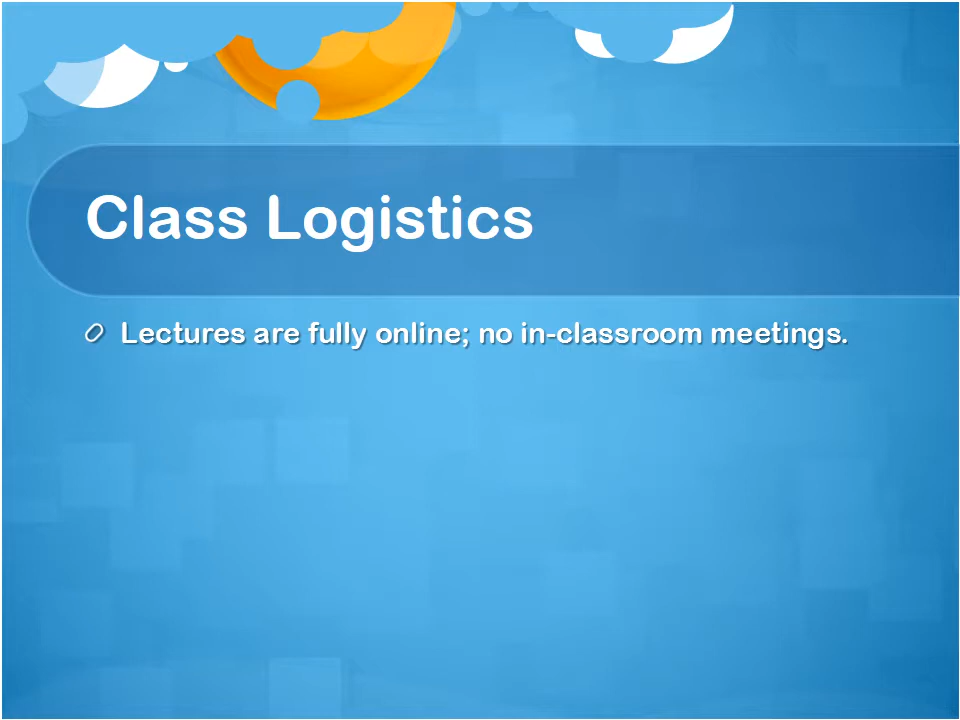 Class Logistics
Lectures are fully online; no in-classroom meetings.